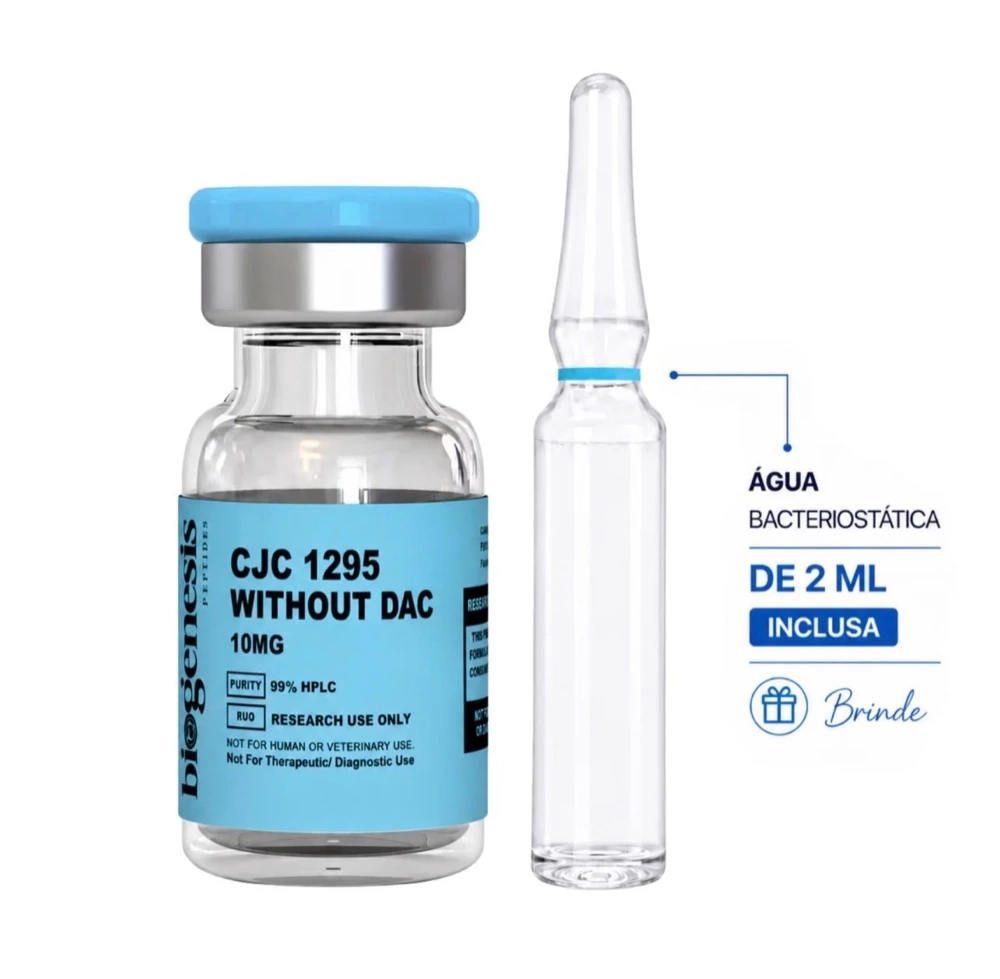 biogenesis
PEPTIDES
CJC 1295
WITHOUT DAC
10MG
PURITY 99% HPLC
RUO RESEARCH USE ONLY
NOT FOR HUMAN OR VETERINARY USE.
Not For Therapeutic/ Diagnostic Use
ÁGUA
BACTERIOSTÁTICA
DE 2 ML
INCLUSA
Brinde